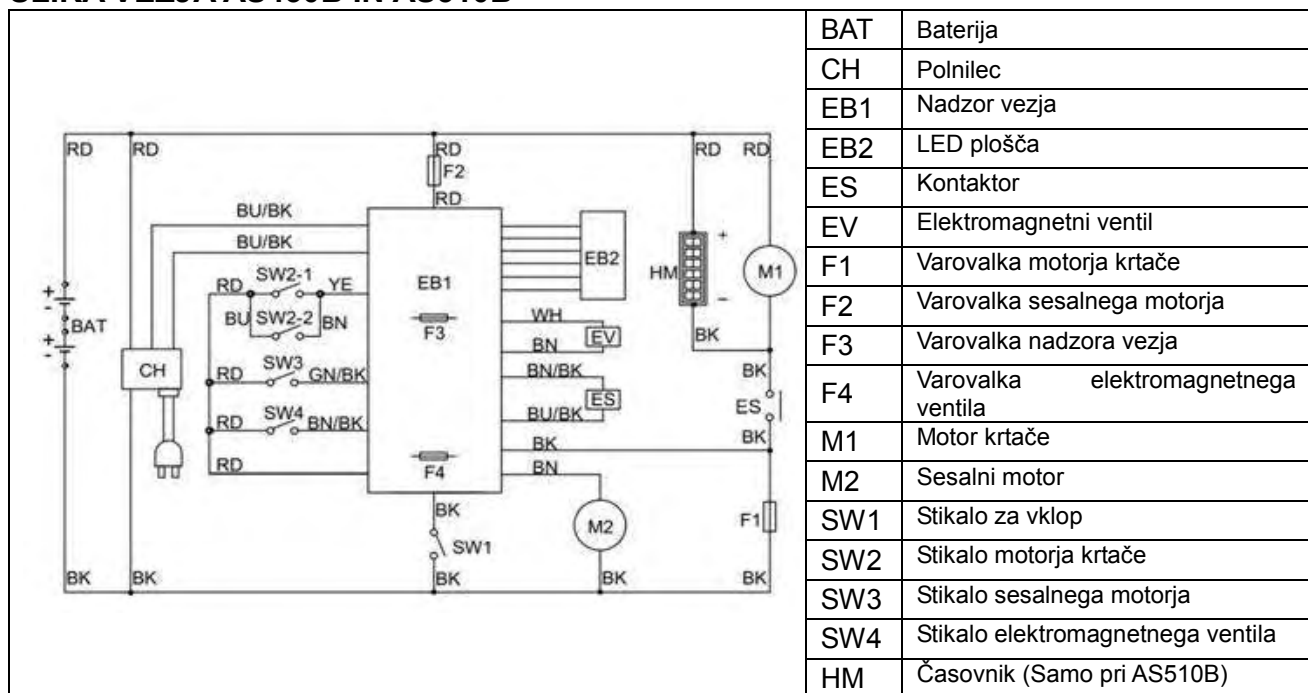 RD
RD
RD
F2
RD
RD
RD
BU/BK
BU/BK
SW2-1
RD
YE
BU
SW2-2
BN
EB1
EB2
HM
+
-
M1
+
-
BAT
+
-
F3
WH
EV
BN
BK
CH
SW3
RD
GN/BK
BN/BK
ES
BU/BK
BK
ES
SW4
RD
BN/BK
BK
BK
RD
F4
BN
BK
SW1
M2
F1
BK
BK
BK
BK
BK
BAT Baterija
CH Polnilec
EB1 Nadzor vezja
EB2 LED plošča
ES Kontaktor
EV Elektromagnetni ventil
F1 Varovalka motorja krtače
F2 Varovalka sesalnega motorja
F3 Varovalka nadzora vezja
F4 Varovalka elektromagnetnega
ventila
M1 Motor krtače
M2 Sesalni motor
SW1 Stikalo za vklop
SW2 Stikalo motorja krtače
SW3 Stikalo sesalnega motorja
SW4 Stikalo elektromagnetnega ventila
HM Časovnik (Samo pri AS510B)